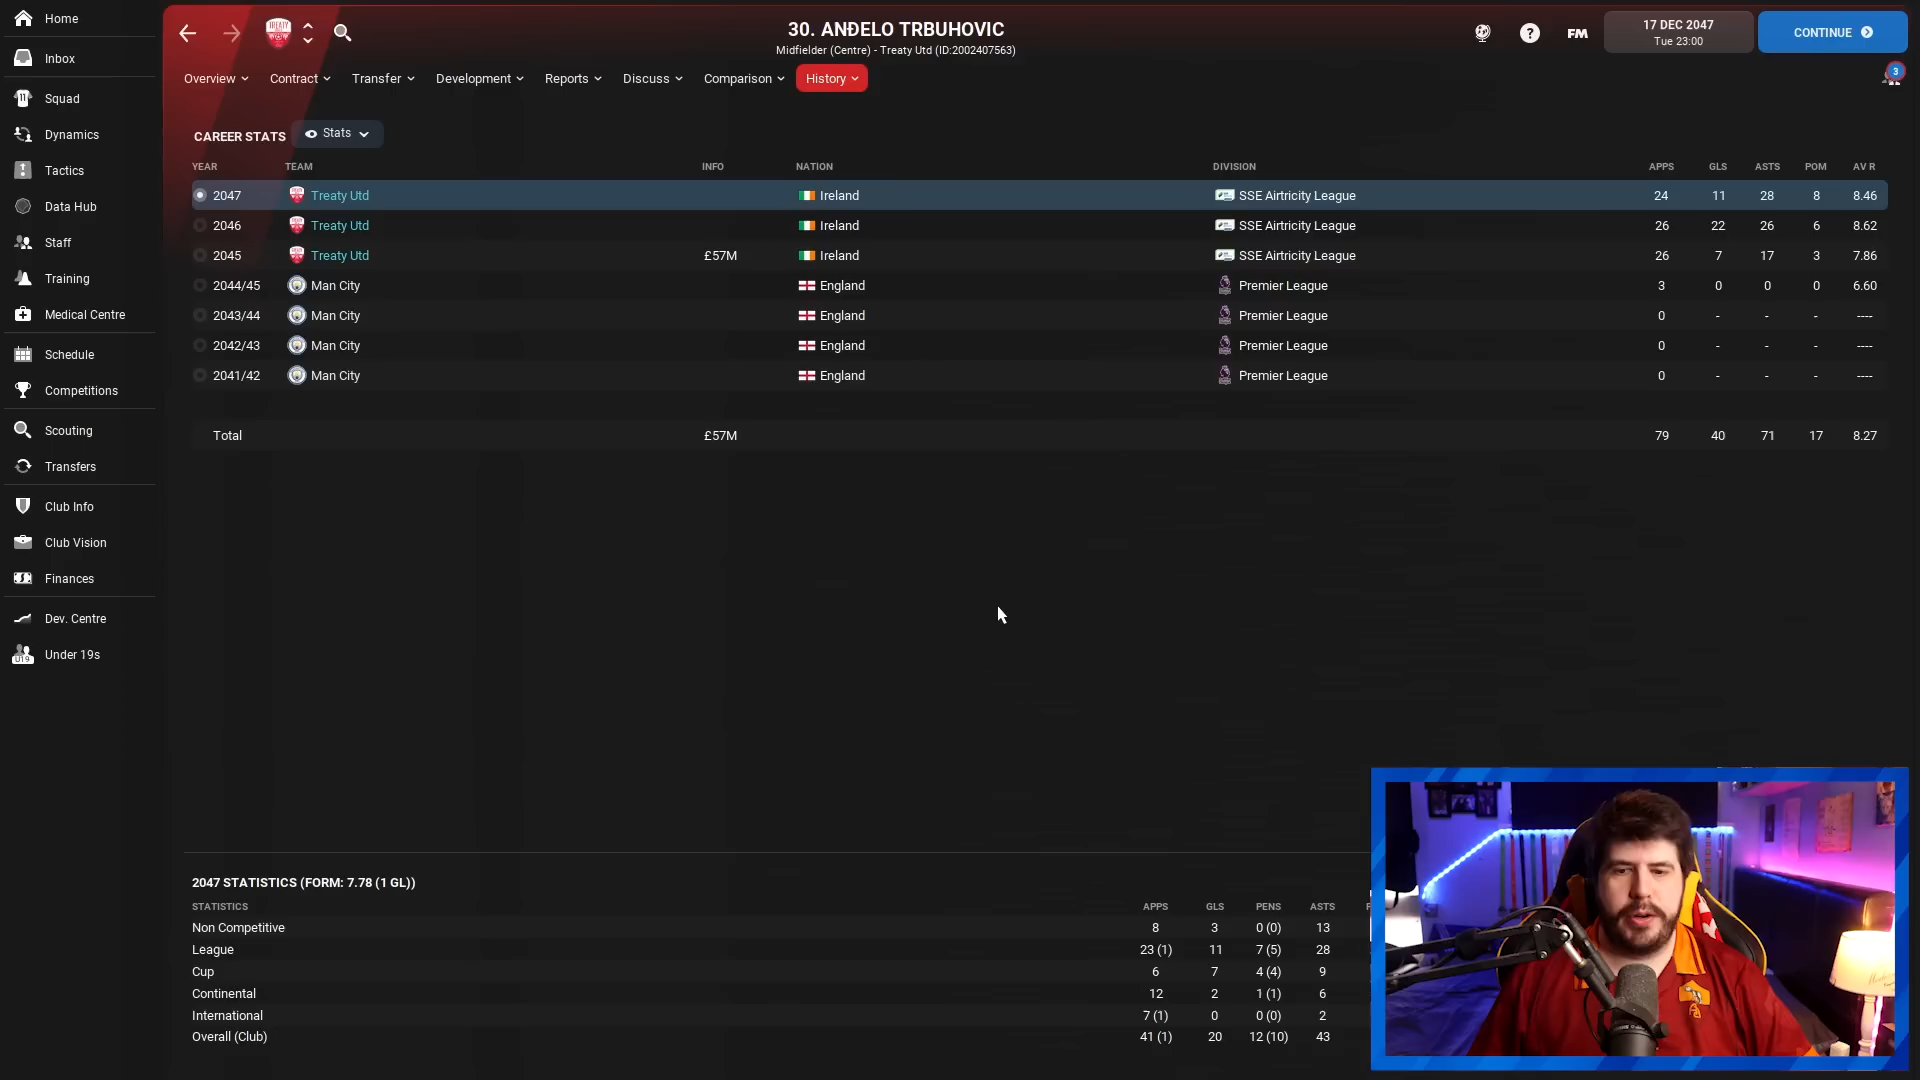 Home
Inbox
Squad
Dynamics
Tactics
Data Hub
Staff
Training
Medical Centre
Schedule
Competitions
Scouting
Transfers
Club Info
Club Vision
Finances
Dev. Centre
U19 Under 19s
30. ANĐELO TRBUHOVIC
Midfielder (Centre) - Treaty Utd (ID:2002407563)
? FM 17 DEC 2047
Tue 23:00
CONTINUE
Overview Contract Transfer Development Reports Discuss Comparison History 3
CAREER STATS Stats
YEAR TEAM INFO NATION DIVISION APPS GLS ASTS POM AV R
2047 Treaty Utd Ireland SSE Airtricity League 24 11 28 8 8.46
2046 Treaty Utd Ireland SSE Airtricity League 26 22 26 6 8.62
2045 Treaty Utd £57M Ireland SSE Airtricity League 26 7 17 3 7.86
2044/45 Man City England Premier League 3 0 0 0 6.60
2043/44 Man City England Premier League 0 - - - ----
2042/43 Man City England Premier League 0 - - - ----
2041/42 Man City England Premier League 0 - - - ----
Total £57M 79 40 71 17 8.27
2047 STATISTICS (FORM: 7.78 (1 GL))
STATISTICS APPS GLS PENS ASTS
Non Competitive 8 3 0 (0) 13
League 23 (1) 11 7 (5) 28
Cup 6 7 4 (4) 9
Continental 12 2 1 (1) 6
International 7 (1) 0 0 (0) 2
Overall (Club) 41 (1) 20 12 (10) 43